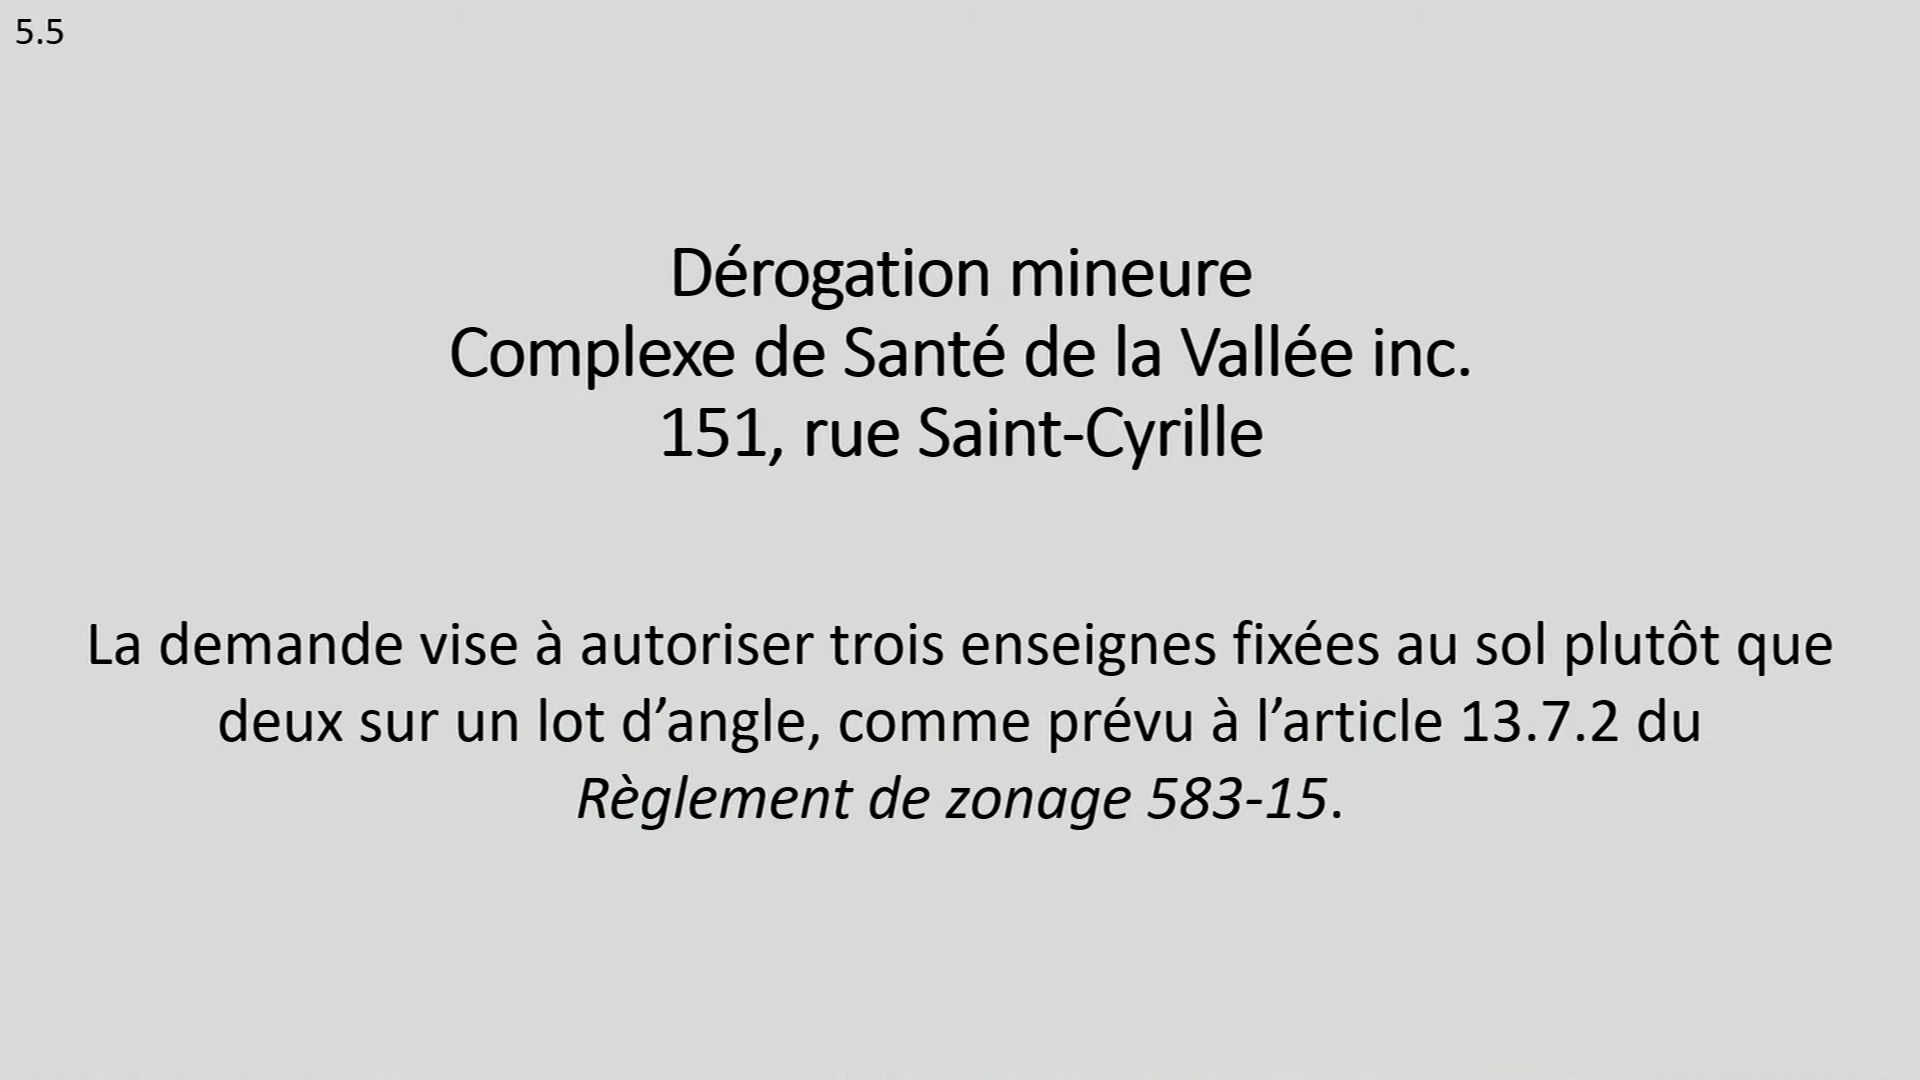 5.5
Dérogation mineure
Complexe de Santé de la Vallée inc.
151, rue Saint-Cyrille
La demande vise à autoriser trois enseignes fixées au sol plutôt que
deux sur un lot d’angle, comme prévu à l’article 13.7.2 du
Règlement de zonage 583-15.